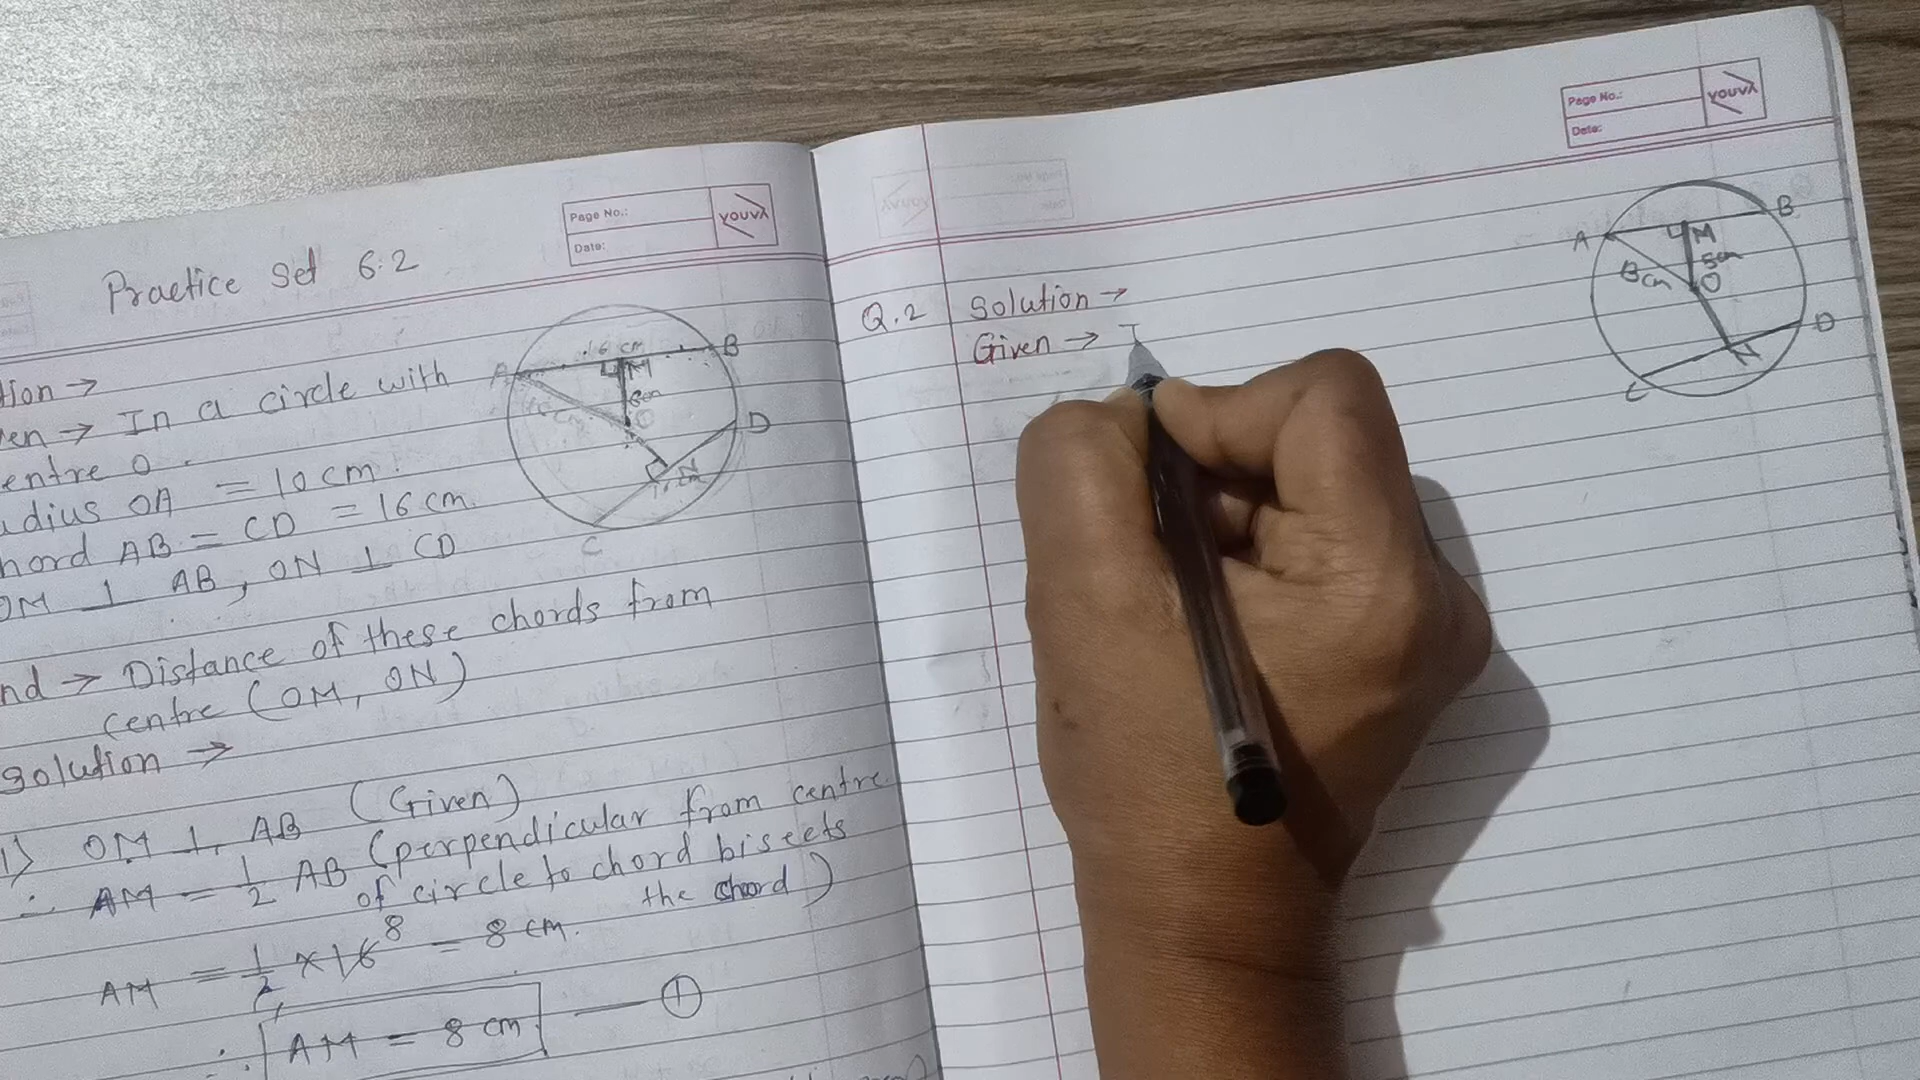 Page No.:
Date:
youva
Practice Set 6.2
tion →
en → In a circle with
entre O.
adius OA = 10 cm.
hord AB = CD = 16 cm.
OM ⊥ AB, ON ⊥ CD
nd → Distance of these chords from
centre (OM, ON)
solution →
1) OM ⊥ AB (Given)
∴ AM = 1/2 AB (perpendicular from centre
of circle to chord bisects
the chord)
AM = 1/2 × 16 8 = 8 cm.
∴ AM = 8 cm — ①
A
16 cm
B
M
6cm
O
D
N
C
Page No.:
Date:
youva
Q.2 Solution →
Given → I
A
B
M
5cm
O
D
N
C